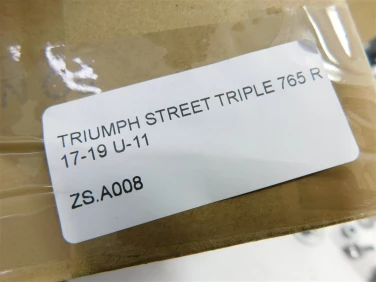 TRIUMPH STREET TRIPLE 765 R
17-19 U-11
ZS.A008